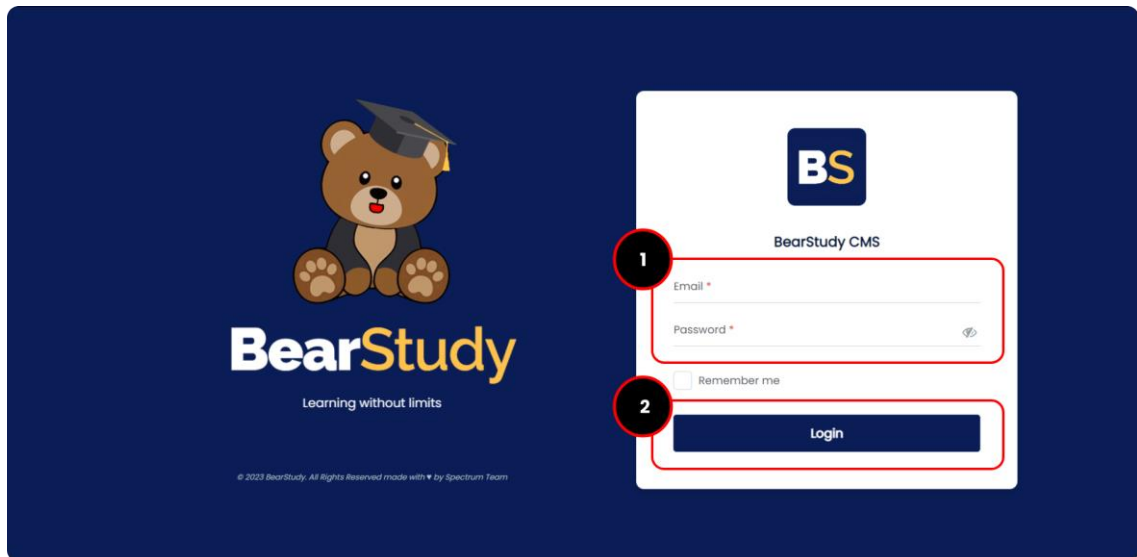 BearStudy
Learning without limits
© 2023 BearStudy. All Rights Reserved made with ♥ by Spectrum Team
BS
BearStudy CMS
1
Email *
Password *
Remember me
2
Login